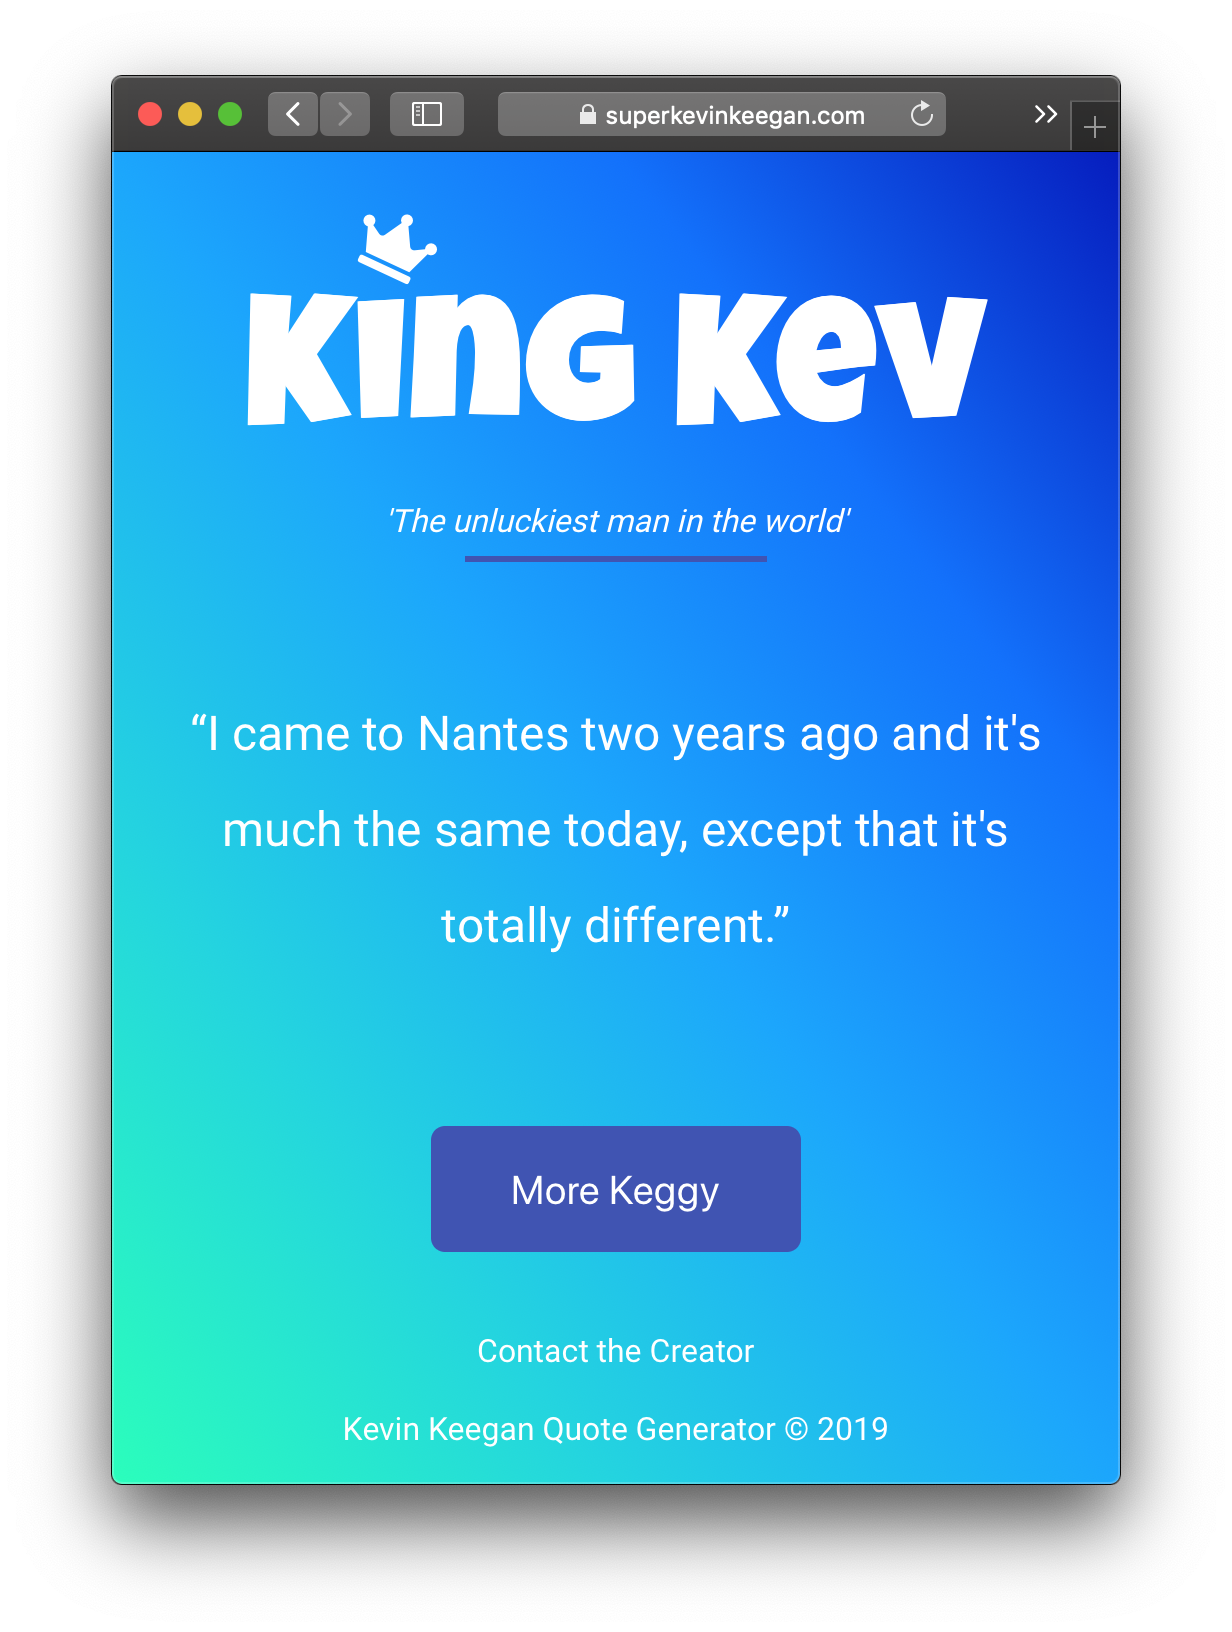 superkevinkeegan.com
KING KEV
'The unluckiest man in the world'
“I came to Nantes two years ago and it's
much the same today, except that it's
totally different.”
More Keggy
Contact the Creator
Kevin Keegan Quote Generator © 2019